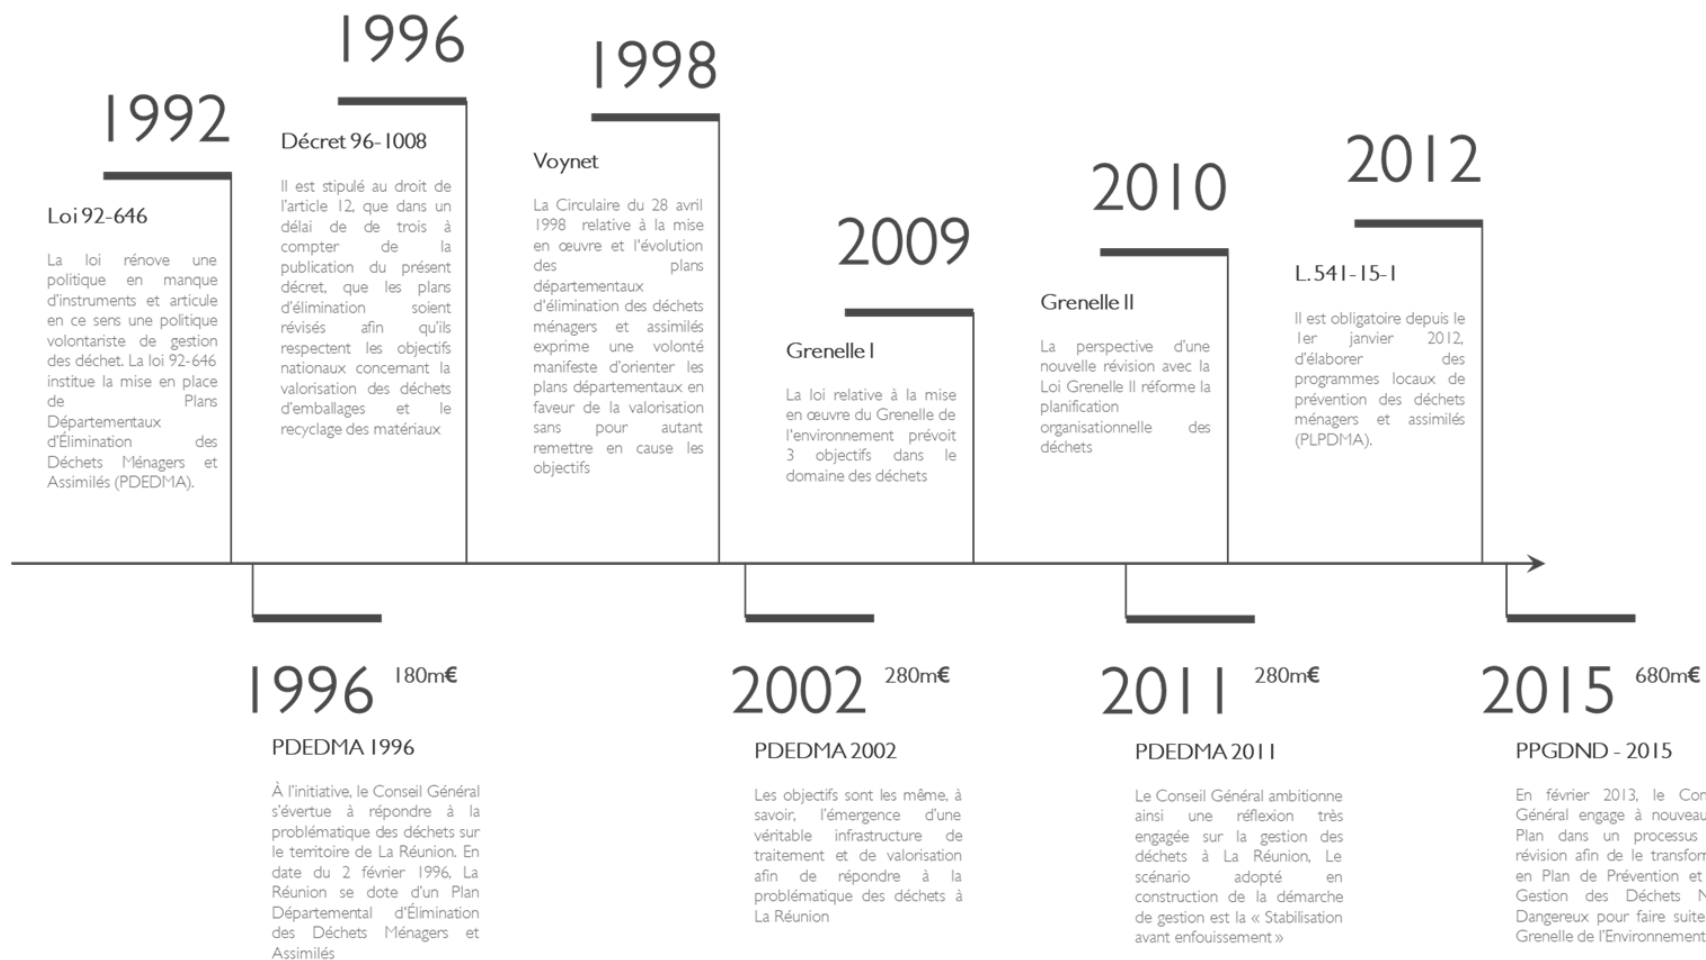 1992
Loi 92-646
La loi rénove une
politique en manque
d'instruments et articule
en ce sens une politique
volontariste de gestion
des déchet. La loi 92-646
institue la mise en place
de Plans
Départementaux
d'Élimination des
Déchets Ménagers et
Assimilés (PDEDMA).
1996
Décret 96-1008
Il est stipulé au droit de
l'article 12, que dans un
délai de de trois à
compter de la
publication du présent
décret, que les plans
d'élimination soient
révisés afin qu'ils
respectent les objectifs
nationaux concernant la
valorisation des déchets
d'emballages et le
recyclage des matériaux
1998
Voynet
La Circulaire du 28 avril
1998 relative à la mise
en œuvre et l'évolution
des plans
départementaux
d'élimination des déchets
ménagers et assimilés
exprime une volonté
manifeste d'orienter les
plans départementaux en
faveur de la valorisation
sans pour autant
remettre en cause les
objectifs
2009
Grenelle I
La loi relative à la mise
en œuvre du Grenelle de
l'environnement prévoit
3 objectifs dans le
domaine des déchets
2010
Grenelle II
La perspective d'une
nouvelle révision avec la
Loi Grenelle II réforme la
planification
organisationnelle des
déchets
2012
L.541-15-1
Il est obligatoire depuis le
1er janvier 2012,
d'élaborer des
programmes locaux de
prévention des déchets
ménagers et assimilés
(PLPDMA).
1996 180m€
PDEDMA 1996
À l'initiative, le Conseil Général
s'évertue à répondre à la
problématique des déchets sur
le territoire de La Réunion. En
date du 2 février 1996, La
Réunion se dote d'un Plan
Départemental d'Élimination
des Déchets Ménagers et
Assimilés
2002 280m€
PDEDMA 2002
Les objectifs sont les même, à
savoir, l'émergence d'une
véritable infrastructure de
traitement et de valorisation
afin de répondre à la
problématique des déchets à
La Réunion
2011 280m€
PDEDMA 2011
Le Conseil Général ambitionne
ainsi une réflexion très
engagée sur la gestion des
déchets à La Réunion, Le
scénario adopté en
construction de la démarche
de gestion est la « Stabilisation
avant enfouissement »
2015 680m€
PPGDND - 2015
En février 2013, le Con
Général engage à nouveau
Plan dans un processus
révision afin de le transform
en Plan de Prévention et
Gestion des Déchets N
Dangereux pour faire suite
Grenelle de l'Environnement